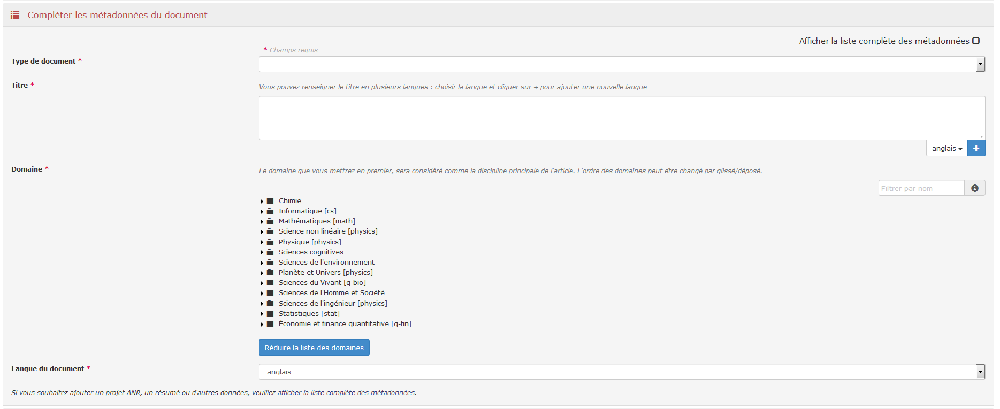 Compléter les métadonnées du document
Afficher la liste complète des métadonnées
* Champs requis
Type de document *
Titre *
Vous pouvez renseigner le titre en plusieurs langues : choisir la langue et cliquer sur + pour ajouter une nouvelle langue
anglais
+
Domaine *
Le domaine que vous mettrez en premier, sera considéré comme la discipline principale de l'article. L'ordre des domaines peut être changé par glissé/déposé.
Filtrer par nom
Chimie
Informatique [cs]
Mathématiques [math]
Science non linéaire [physics]
Physique [physics]
Sciences cognitives
Sciences de l'environnement
Planète et Univers [physics]
Sciences du Vivant [q-bio]
Sciences de l'Homme et Société
Sciences de l'ingénieur [physics]
Statistiques [stat]
Économie et finance quantitative [q-fin]
Réduire la liste des domaines
Langue du document *
anglais
Si vous souhaitez ajouter un projet ANR, un résumé ou d'autres données, veuillez afficher la liste complète des métadonnées.